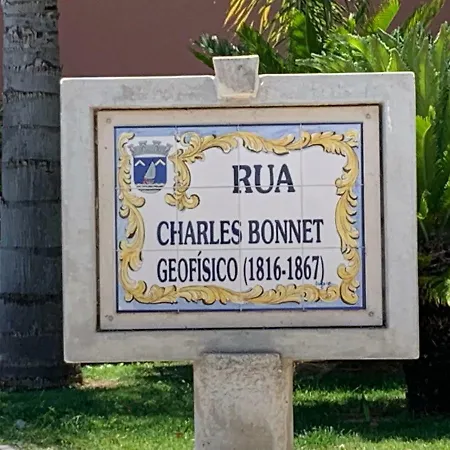 RUA
CHARLES BONNET
GEOFÍSICO (1816-1867)